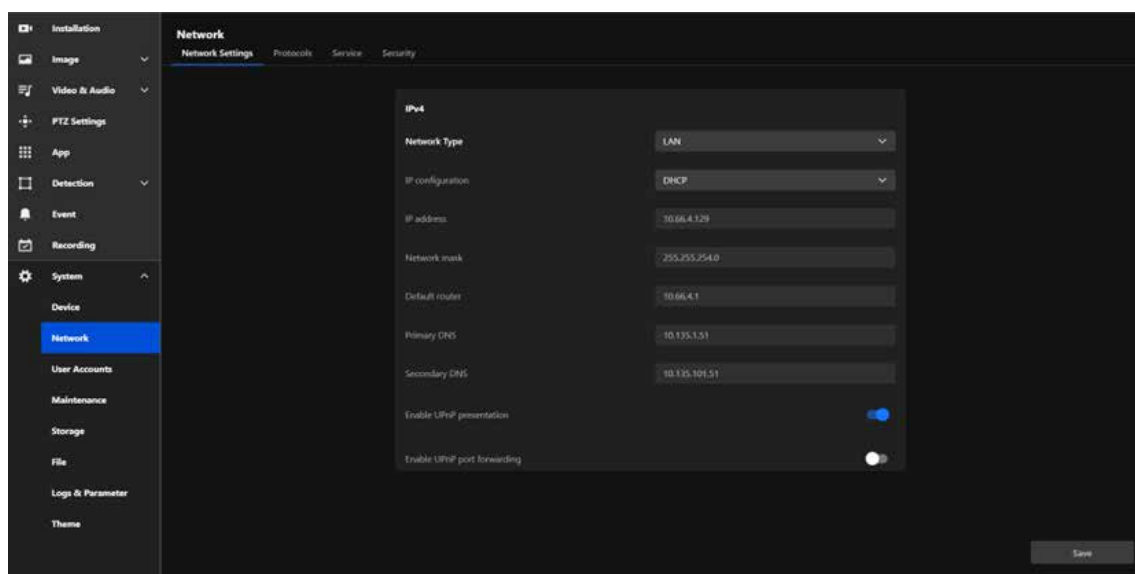 Installation
Image
Video & Audio
PTZ Settings
App
Detection
Event
Recording
System
Device
Network
User Accounts
Maintenance
Storage
File
Logs & Parameter
Theme
Network
Network Settings Protocols Service Security
IPv4
Network Type LAN
IP configuration DHCP
IP address 10.66.4.129
Network mask 255.255.254.0
Default router 10.66.4.1
Primary DNS 10.135.1.51
Secondary DNS 10.135.101.51
Enable UPnP presentation
Enable UPnP port forwarding
Save